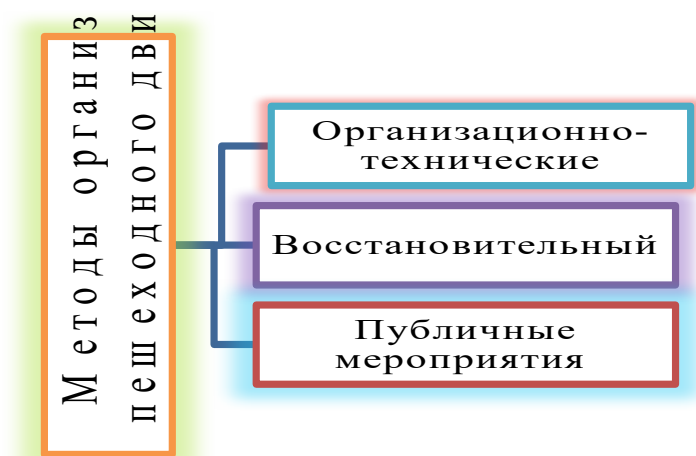 Методы организ
пешеходного дви
Организационно-
технические
Восстановительный
Публичные
мероприятия